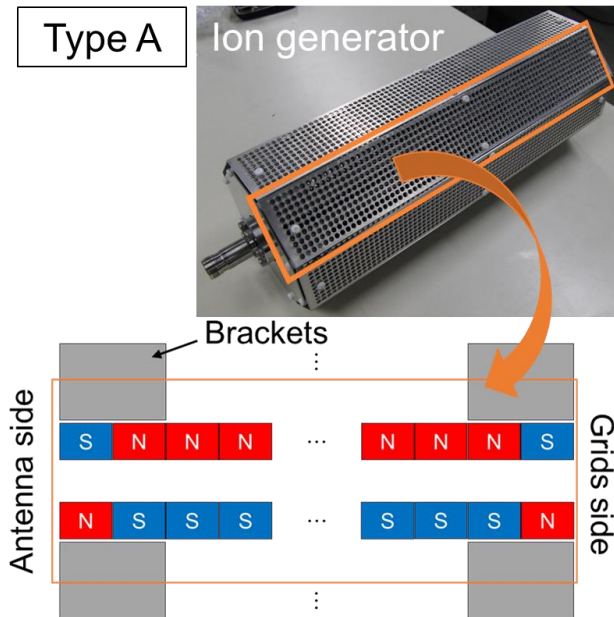 Type A
Ion generator
Brackets
⋮
Antenna side
S N N N ⋯ N N N S
N S S S ⋯ S S S N
Grids side
⋮